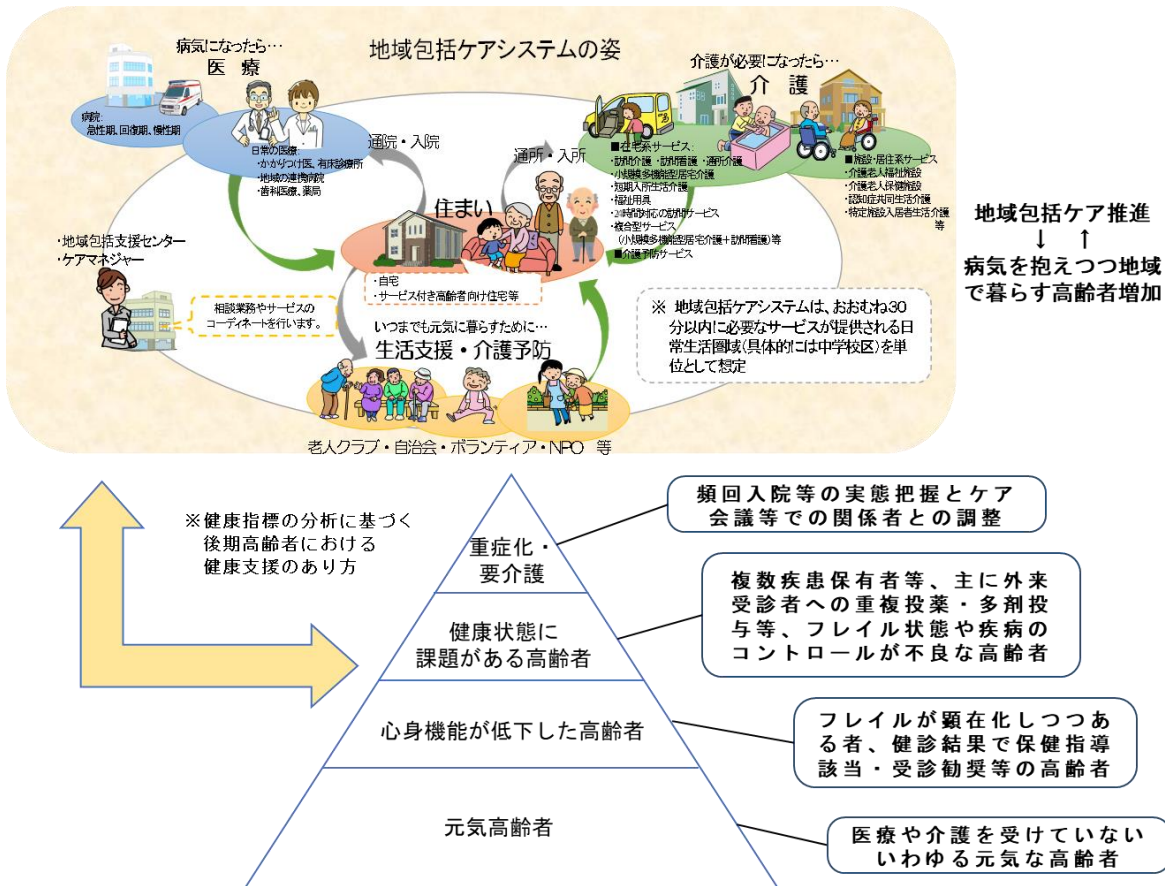 地域包括ケアシステムの姿
病気になったら…
医 療
病院:
急性期、回復期、慢性期
日常の医療:
・かかりつけ医、有床診療所
・地域の連携病院
・歯科医療、薬局
通院・入院
通所・入所
介護が必要になったら…
介 護
■在宅系サービス:
・訪問介護 ・訪問看護 ・通所介護
・小規模多機能型居宅介護
・短期入所生活介護
・福祉用具
・24時間対応の訪問サービス
・複合型サービス
(小規模多機能型居宅介護+訪問看護)等
■介護予防サービス
■施設・居住系サービス
・介護老人福祉施設
・介護老人保健施設
・認知症共同生活介護
・特定施設入居者生活介護
等
住まい
・自宅
・サービス付き高齢者向け住宅等
・地域包括支援センター
・ケアマネジャー
相談業務やサービスの
コーディネートを行います。
いつまでも元気に暮らすために…
生活支援・介護予防
老人クラブ・自治会・ボランティア・NPO 等
※ 地域包括ケアシステムは、おおむね30
分以内に必要なサービスが提供される日
常生活圏域(具体的には中学校区)を単
位として想定
地域包括ケア推進
↓ ↑
病気を抱えつつ地域
で暮らす高齢者増加
※健康指標の分析に基づく
後期高齢者における
健康支援のあり方
重症化・
要介護
健康状態に
課題がある高齢者
心身機能が低下した高齢者
元気高齢者
頻回入院等の実態把握とケア
会議等での関係者との調整
複数疾患保有者等、主に外来
受診者への重複投薬・多剤投
与等、フレイル状態や疾病の
コントロールが不良な高齢者
フレイルが顕在化しつつあ
る者、健診結果で保健指導
該当・受診勧奨等の高齢者
医療や介護を受けていない
いわゆる元気な高齢者